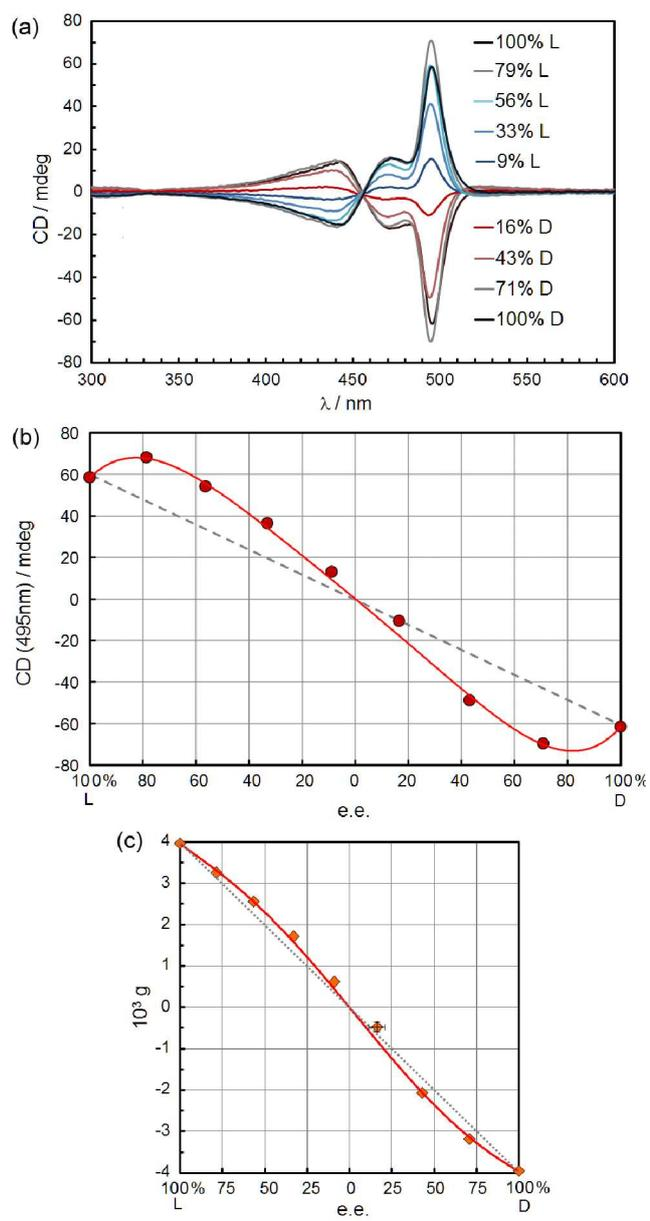 (a)
80
60
40
20
0
-20
-40
-60
-80
CD / mdeg
100% L
79% L
56% L
33% L
9% L
16% D
43% D
71% D
100% D
300 350 400 450 500 550 600
λ / nm
(b)
80
60
40
20
0
-20
-40
-60
-80
CD (495nm) / mdeg
100% 80 60 40 20 0 20 40 60 80 100%
L D
e.e.
(c)
4
3
2
1
0
-1
-2
-3
-4
10³ g
100% 75 50 25 0 25 50 75 100%
L D
e.e.